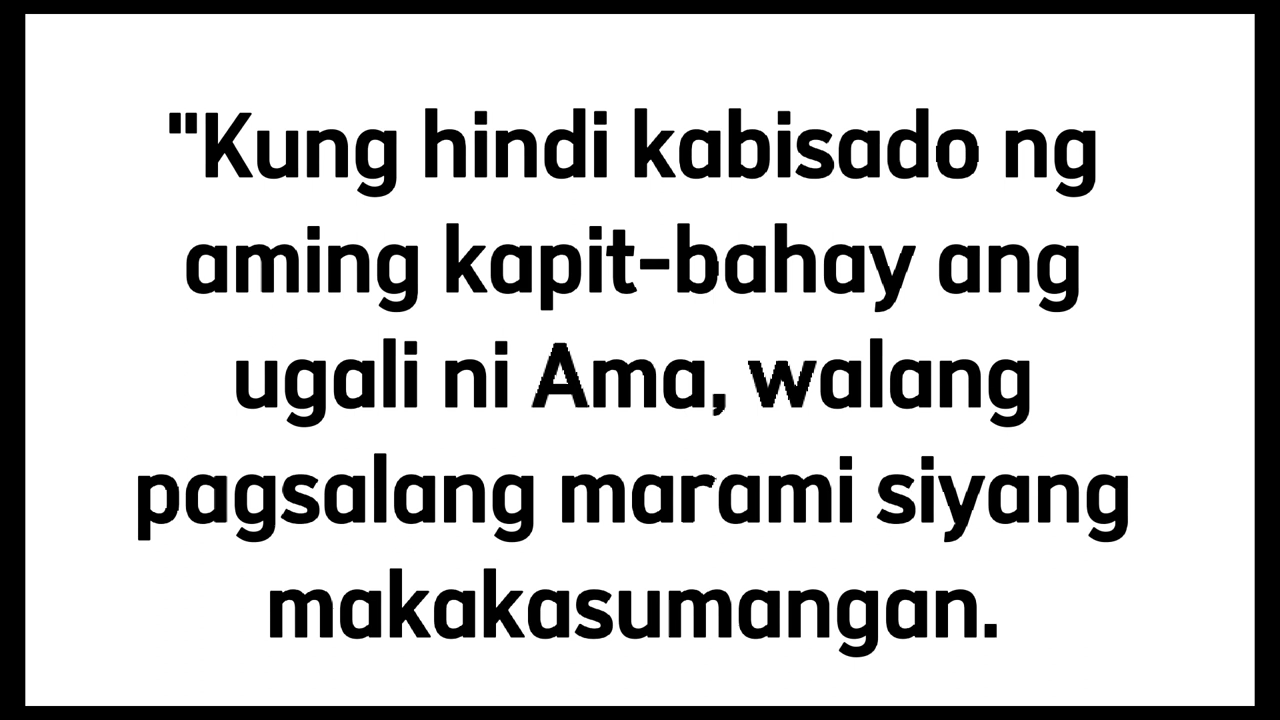 "Kung hindi kabisado ng
aming kapit-bahay ang
ugali ni Ama, walang
pagsalang marami siyang
makakasumangan.